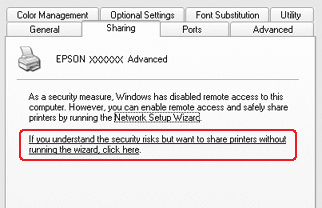 Color Management Optional Settings Font Substitution Utility
General Sharing Ports Advanced
EPSON XXXXXX Advanced
As a security measure, Windows has disabled remote access to this
computer. However, you can enable remote access and safely share
printers by running the Network Setup Wizard.
If you understand the security risks but want to share printers without
running the wizard, click here.